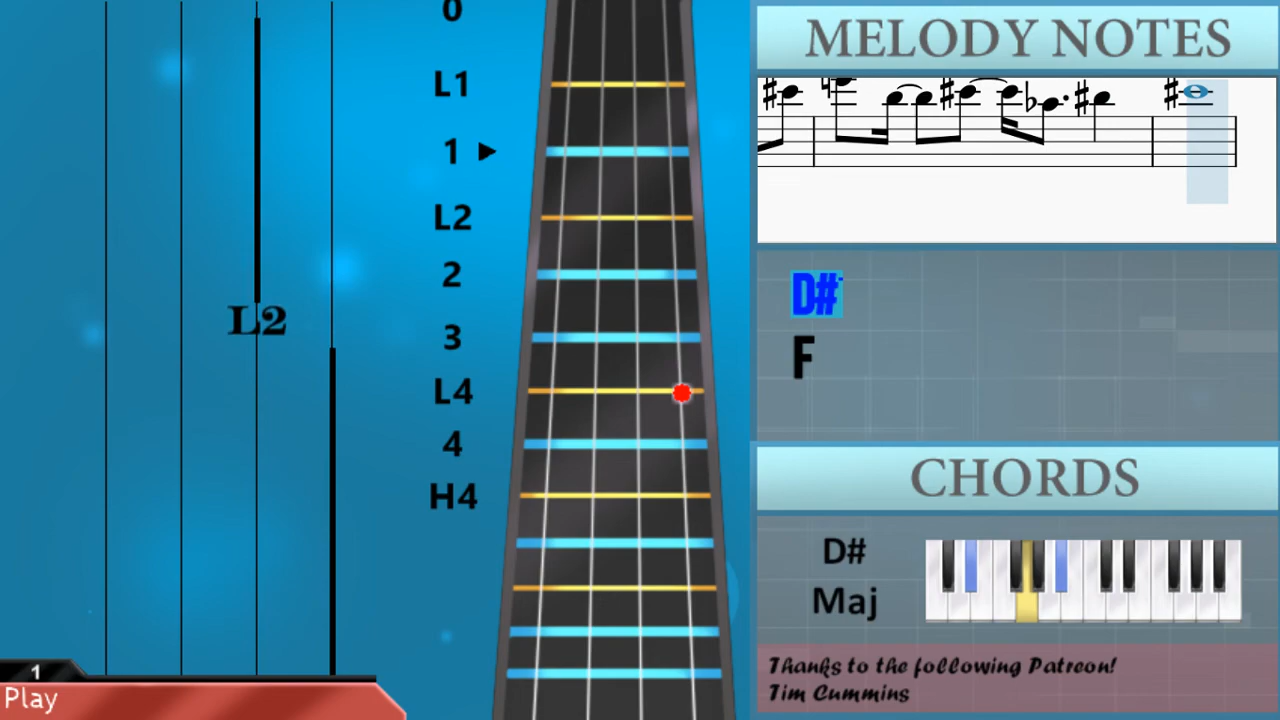 0
L1
1
L2
2
3
L4
4
H4
L2
1
Play
MELODY NOTES
D#
F
CHORDS
D#
Maj
Thanks to the following Patreon!
Tim Cummins